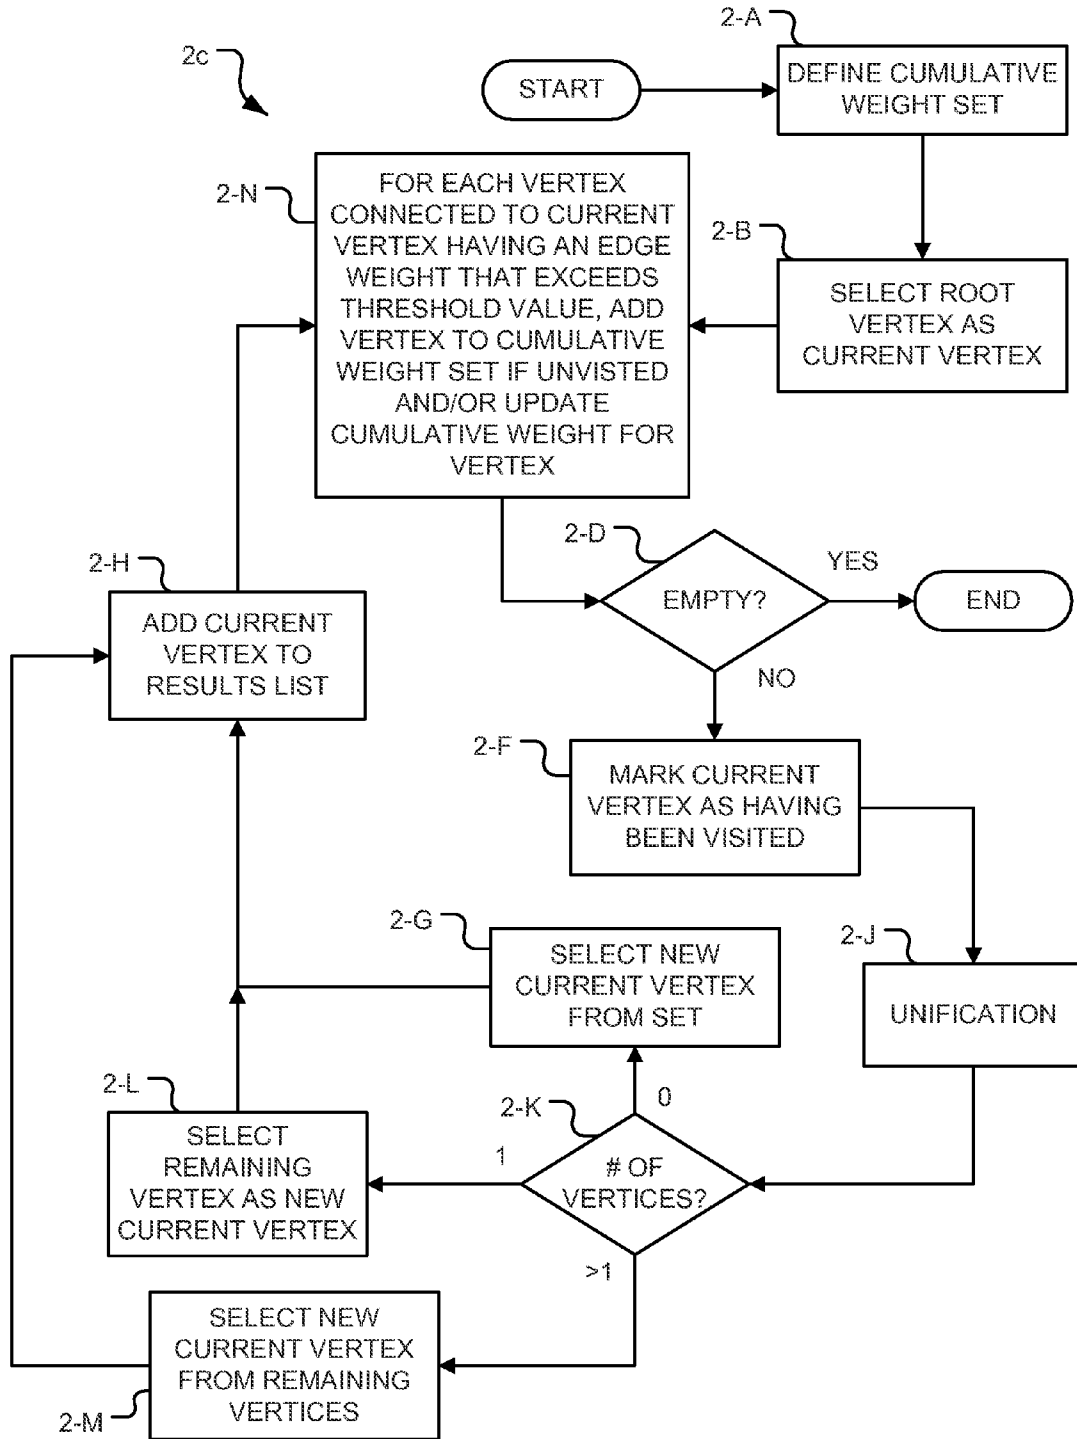 2c
START
2-A
DEFINE CUMULATIVE
WEIGHT SET
2-B
SELECT ROOT
VERTEX AS
CURRENT VERTEX
2-N
FOR EACH VERTEX
CONNECTED TO CURRENT
VERTEX HAVING AN EDGE
WEIGHT THAT EXCEEDS
THRESHOLD VALUE, ADD
VERTEX TO CUMULATIVE
WEIGHT SET IF UNVISTED
AND/OR UPDATE
CUMULATIVE WEIGHT FOR
VERTEX
2-D
EMPTY?
YES
END
NO
2-H
ADD CURRENT
VERTEX TO
RESULTS LIST
2-F
MARK CURRENT
VERTEX AS HAVING
BEEN VISITED
2-J
UNIFICATION
2-G
SELECT NEW
CURRENT VERTEX
FROM SET
2-K
# OF
VERTICES?
0
1
>1
2-L
SELECT
REMAINING
VERTEX AS NEW
CURRENT VERTEX
2-M
SELECT NEW
CURRENT VERTEX
FROM REMAINING
VERTICES